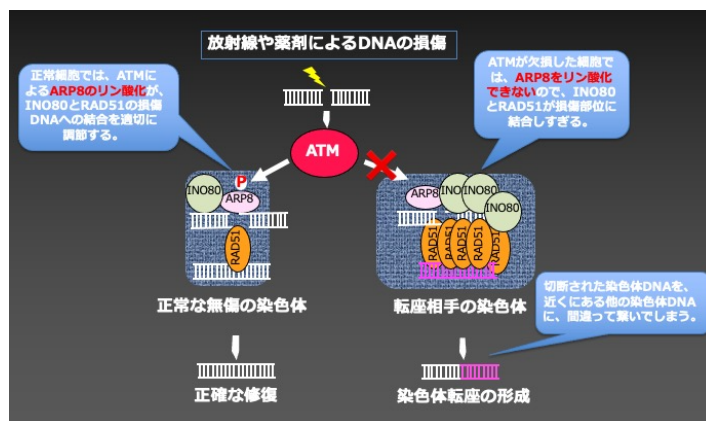 放射線や薬剤によるDNAの損傷
正常細胞では、ATMに
よるARP8のリン酸化が、
INO80とRAD51の損傷
DNAへの結合を適切に
調節する。
ATMが欠損した細胞で
は、ARP8をリン酸化
できないので、INO80
とRAD51が損傷部位に
結合しすぎる。
ATM
P
INO80
ARP8
RAD51
ARP8
INO80
INO80
INO80
RAD51
RAD51
RAD51
RAD51
正常な無傷の染色体
転座相手の染色体
切断された染色体DNAを、
近くにある他の染色体DNA
に、間違って繋いでしまう。
正確な修復
染色体転座の形成